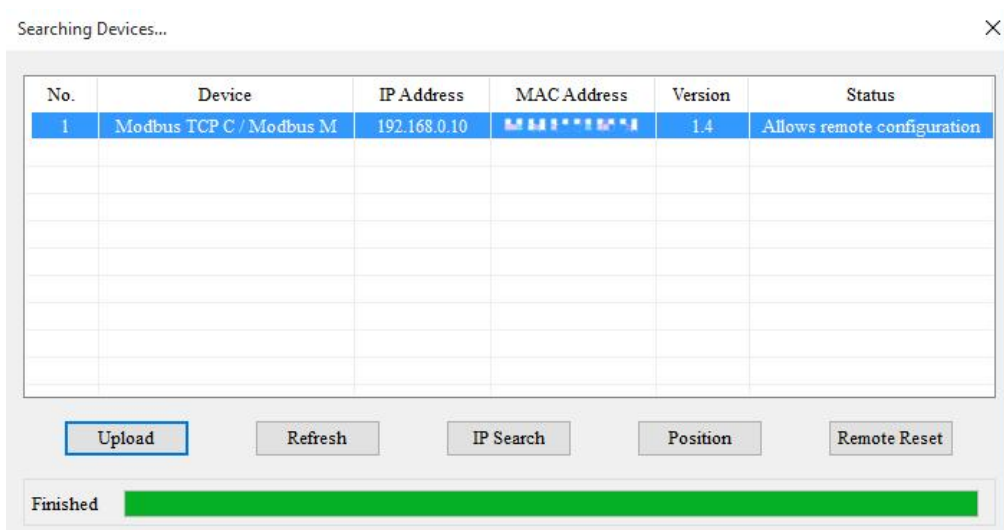 Searching Devices...
No. Device IP Address MAC Address Version Status
1 Modbus TCP C / Modbus M 192.168.0.10 1.4 Allows remote configuration
Upload Refresh IP Search Position Remote Reset
Finished